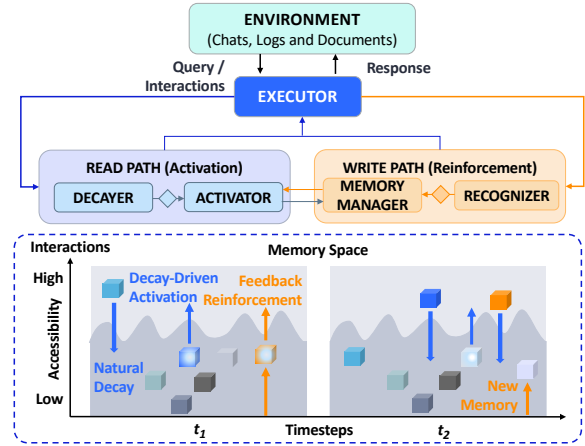 ENVIRONMENT
(Chats, Logs and Documents)
Query /
Interactions
Response
EXECUTOR
READ PATH (Activation)
DECAYER
ACTIVATOR
WRITE PATH (Reinforcement)
MEMORY
MANAGER
RECOGNIZER
Interactions
Memory Space
High
Accessibility
Low
Decay-Driven
Activation
Feedback
Reinforcement
Natural
Decay
New
Memory
t1
Timesteps
t2